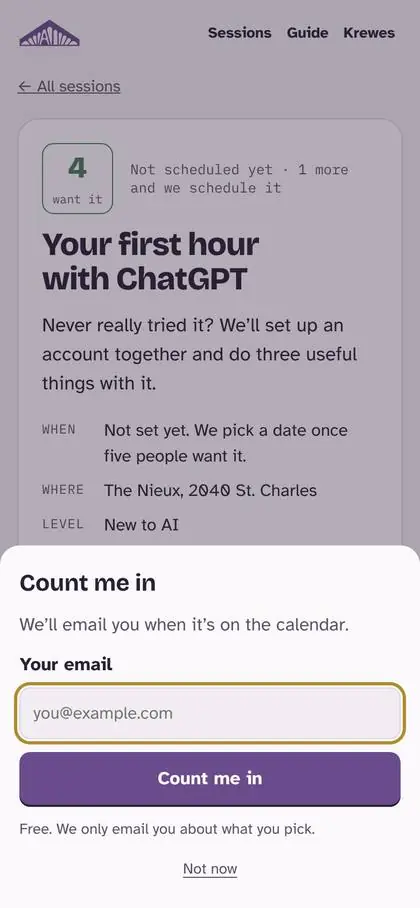 Sessions Guide Krewes
← All sessions
4
want it
Not scheduled yet · 1 more
and we schedule it
Your first hour
with ChatGPT
Never really tried it? We’ll set up an
account together and do three useful
things with it.
WHEN Not set yet. We pick a date once
five people want it.
WHERE The Nieux, 2040 St. Charles
LEVEL New to AI
Count me in
We’ll email you when it’s on the calendar.
Your email
you@example.com
Count me in
Free. We only email you about what you pick.
Not now